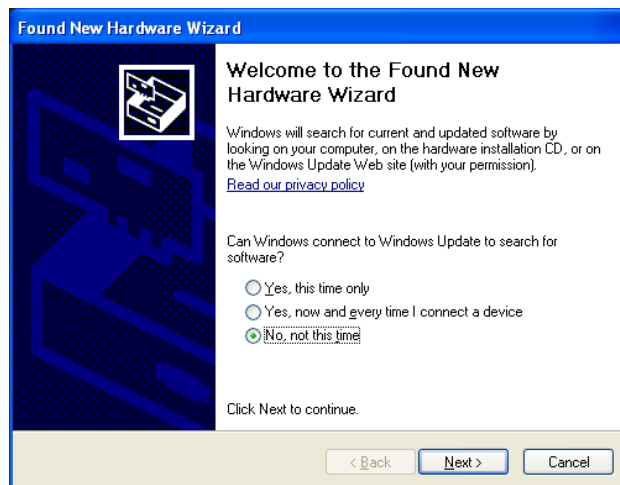 Found New Hardware Wizard
Welcome to the Found New
Hardware Wizard
Windows will search for current and updated software by
looking on your computer, on the hardware installation CD, or on
the Windows Update Web site (with your permission).
Read our privacy policy
Can Windows connect to Windows Update to search for
software?
Yes, this time only
Yes, now and every time I connect a device
No, not this time
Click Next to continue.
< Back Next > Cancel